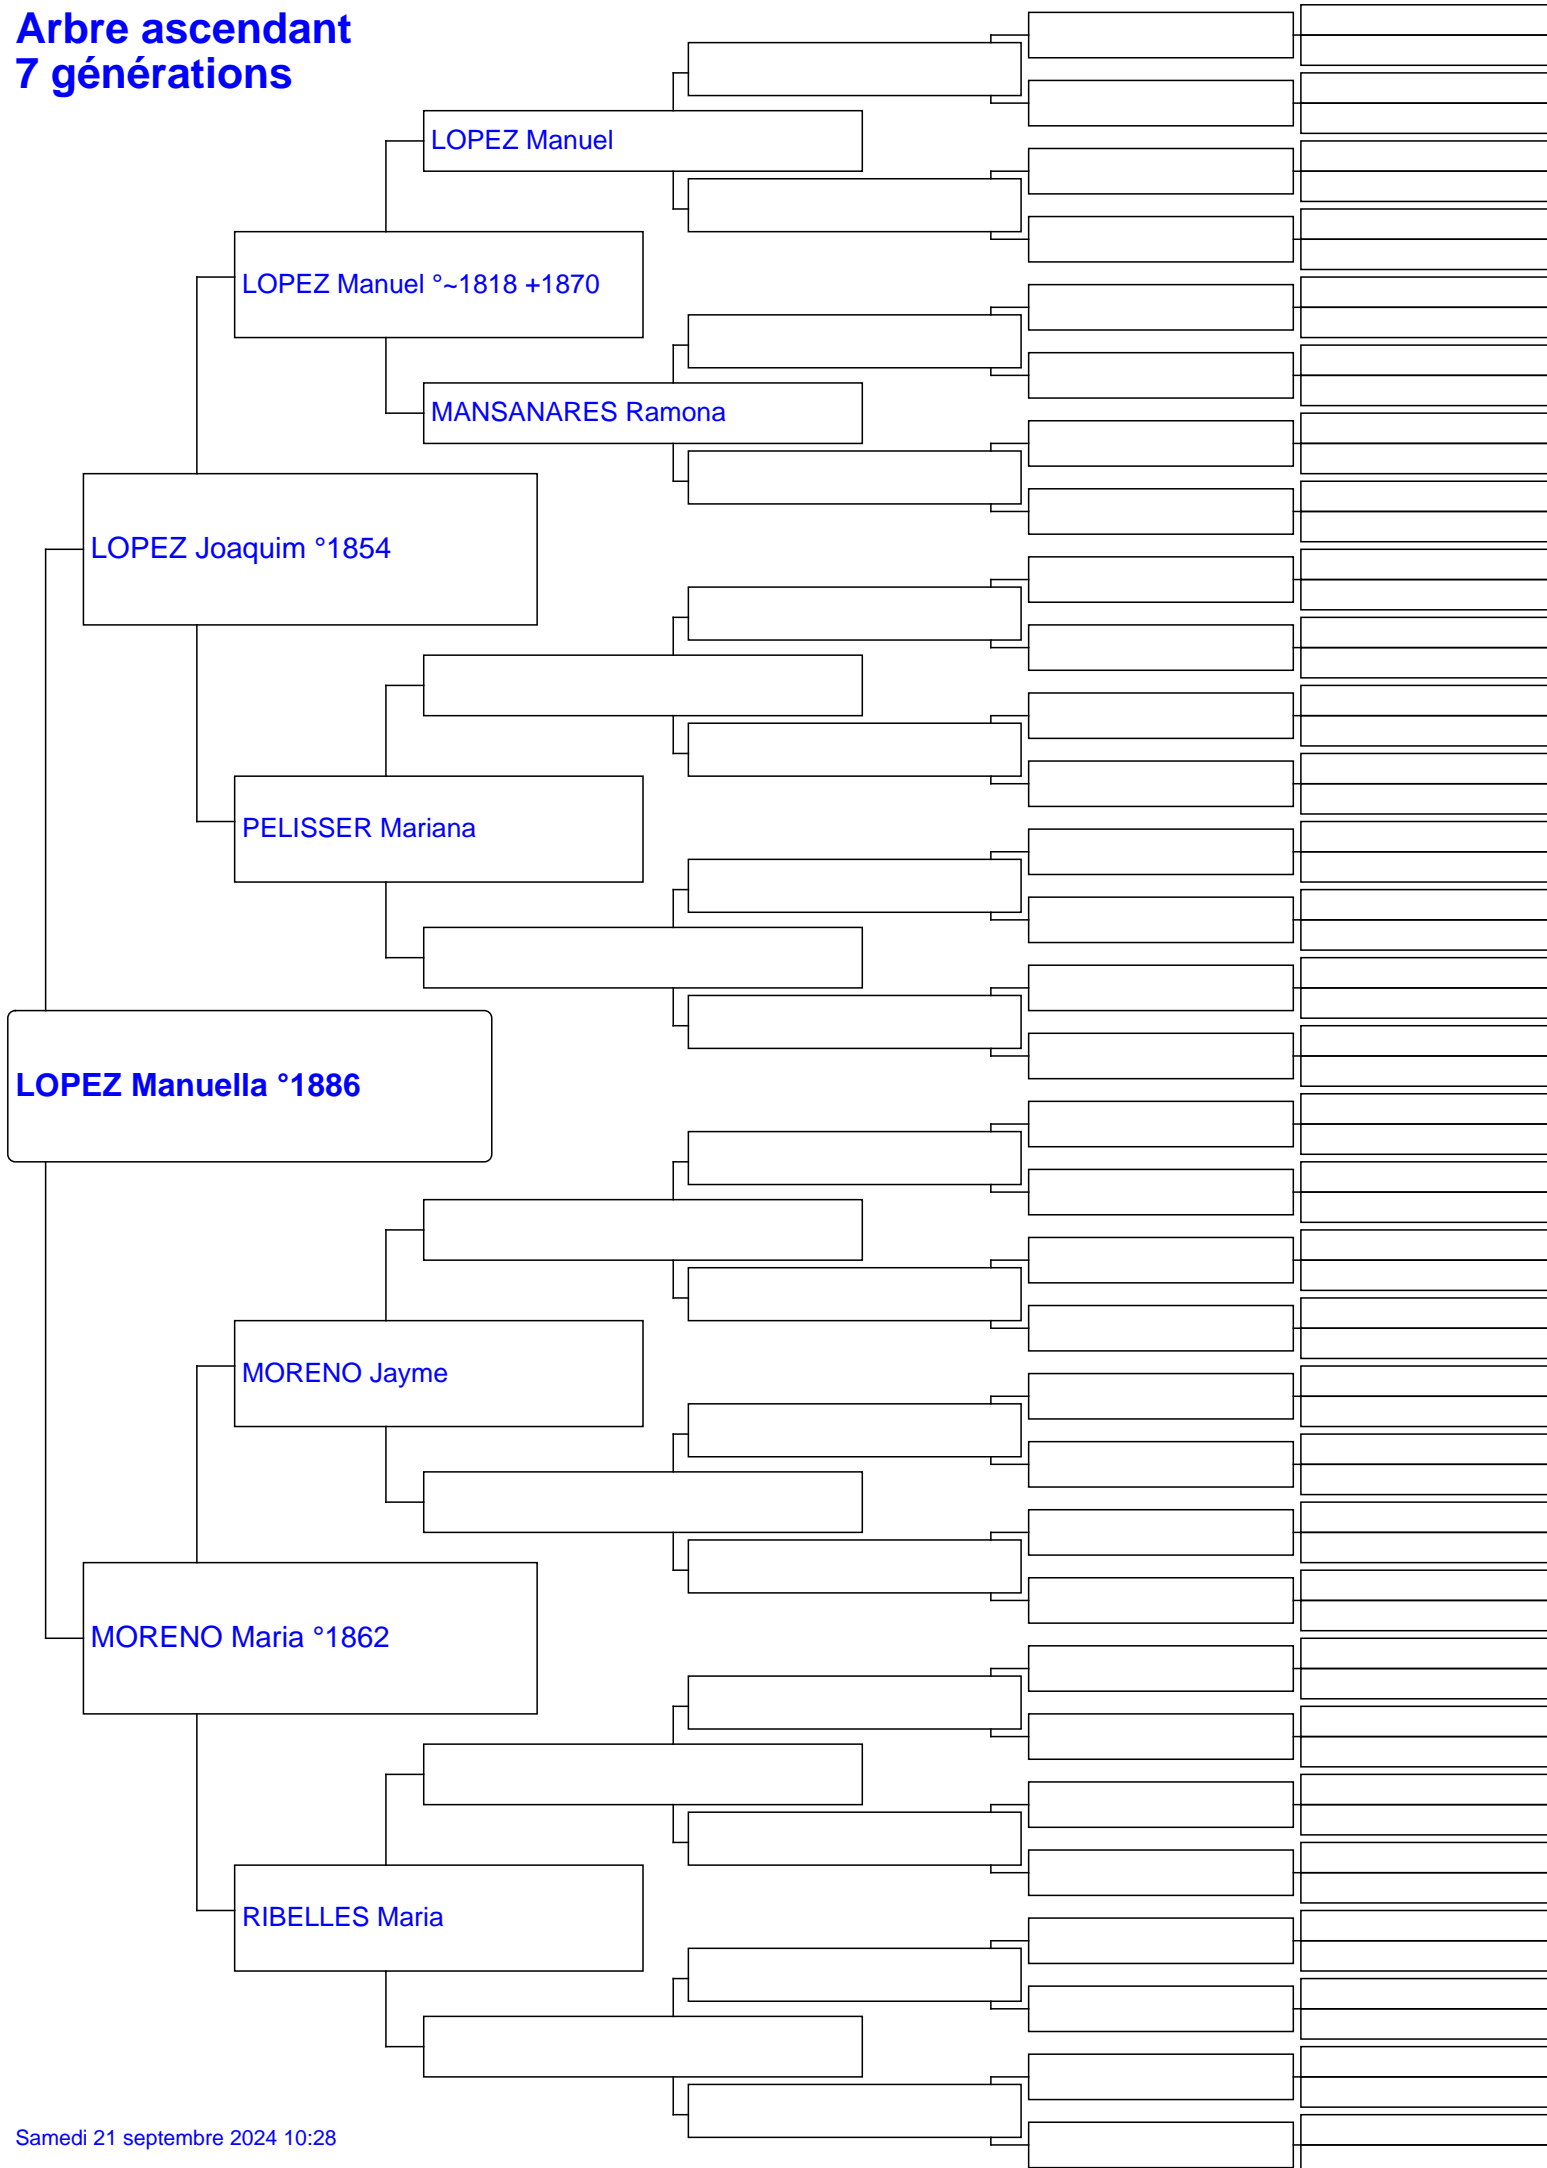 Arbre ascendant
7 générations
LOPEZ Manuel
LOPEZ Manuel °~1818 +1870
MANSANARES Ramona
LOPEZ Joaquim °1854
PELISSER Mariana
LOPEZ Manuella °1886
MORENO Jayme
MORENO Maria °1862
RIBELLES Maria
Samedi 21 septembre 2024 10:28